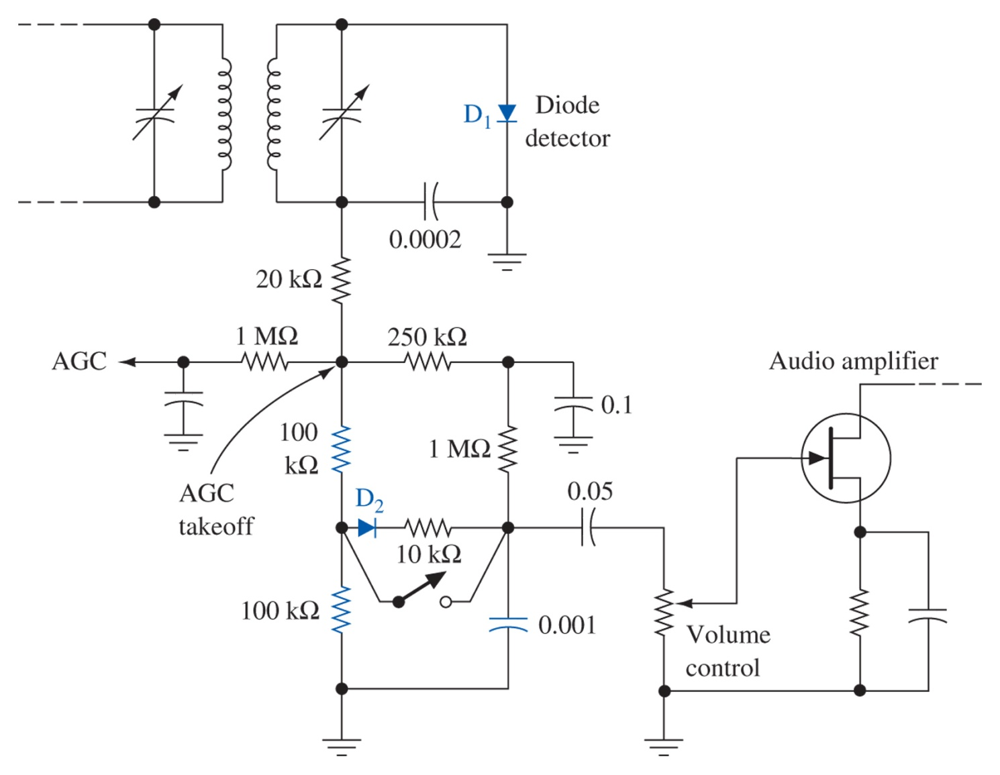 D1
Diode
detector
0.0002
20 kΩ
1 MΩ
250 kΩ
AGC
Audio amplifier
0.1
100
kΩ
1 MΩ
AGC
takeoff
D2
0.05
10 kΩ
100 kΩ
0.001
Volume
control